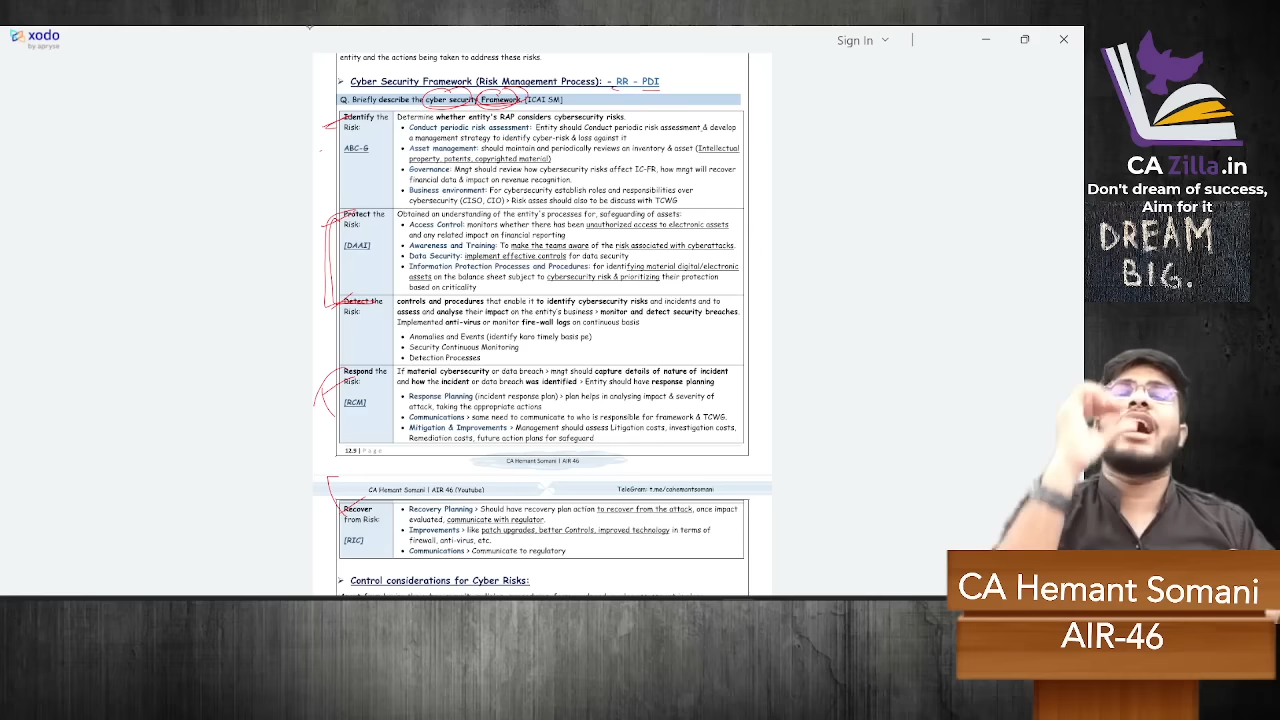 xodo
by apryse
Sign In
entity and the actions being taken to address these risks.
Cyber Security Framework (Risk Management Process): - RR - PDI
Q. Briefly describe the cyber security Framework. [ICAI SM]
Identify the
Risk:
ABC-G
Determine whether entity's RAP considers cybersecurity risks.
Conduct periodic risk assessment: Entity should Conduct periodic risk assessment & develop
a management strategy to identify cyber-risk & loss against it
Asset management: should maintain and periodically reviews an inventory & asset (Intellectual
property, patents, copyrighted material)
Governance: Mngt should review how cybersecurity risks affect IC-FR, how mngt will recover
financial data & impact on revenue recognition.
Business environment: For cybersecurity establish roles and responsibilities over
cybersecurity (CISO, CIO) > Risk asses should also to be discuss with TCWG
Protect the
Risk:
[DAAI]
Obtained an understanding of the entity's processes for, safeguarding of assets:
Access Control: monitors whether there has been unauthorized access to electronic assets
and any related impact on financial reporting
Awareness and Training: To make the teams aware of the risk associated with cyberattacks.
Data Security: implement effective controls for data security
Information Protection Processes and Procedures: for identifying material digital/electronic
assets on the balance sheet subject to cybersecurity risk & prioritizing their protection
based on criticality
Detect the
Risk:
controls and procedures that enable it to identify cybersecurity risks and incidents and to
assess and analyse their impact on the entity's business > monitor and detect security breaches.
Implemented anti-virus or monitor fire-wall logs on continuous basis
Anomalies and Events (identify karo timely basis pe)
Security Continuous Monitoring
Detection Processes
Respond the
Risk:
[RCM]
If material cybersecurity or data breach > mngt should capture details of nature of incident
and how the incident or data breach was identified > Entity should have response planning
Response Planning (incident response plan) > plan helps in analysing impact & severity of
attack, taking the appropriate actions
Communications > same need to communicate to who is responsible for framework & TCWG.
Mitigation & Improvements > Management should assess Litigation costs, investigation costs,
Remediation costs, future action plans for safeguard
12.9 | Page
CA Hemant Somani | AIR 46
CA Hemant Somani | AIR 46 (Youtube)
TeleGram: t.me/cahemantsomani
Recover
from Risk:
[RIC]
Recovery Planning > Should have recovery plan action to recover from the attack, once impact
evaluated, communicate with regulator.
Improvements > like patch upgrades, better Controls, improved technology in terms of
firewall, anti-virus, etc.
Communications > Communicate to regulatory
Control considerations for Cyber Risks:
CA Zilla.in
Don't dream of success,
Aim for it
DREAM
BIG.
CA Hemant Somani
AIR-46